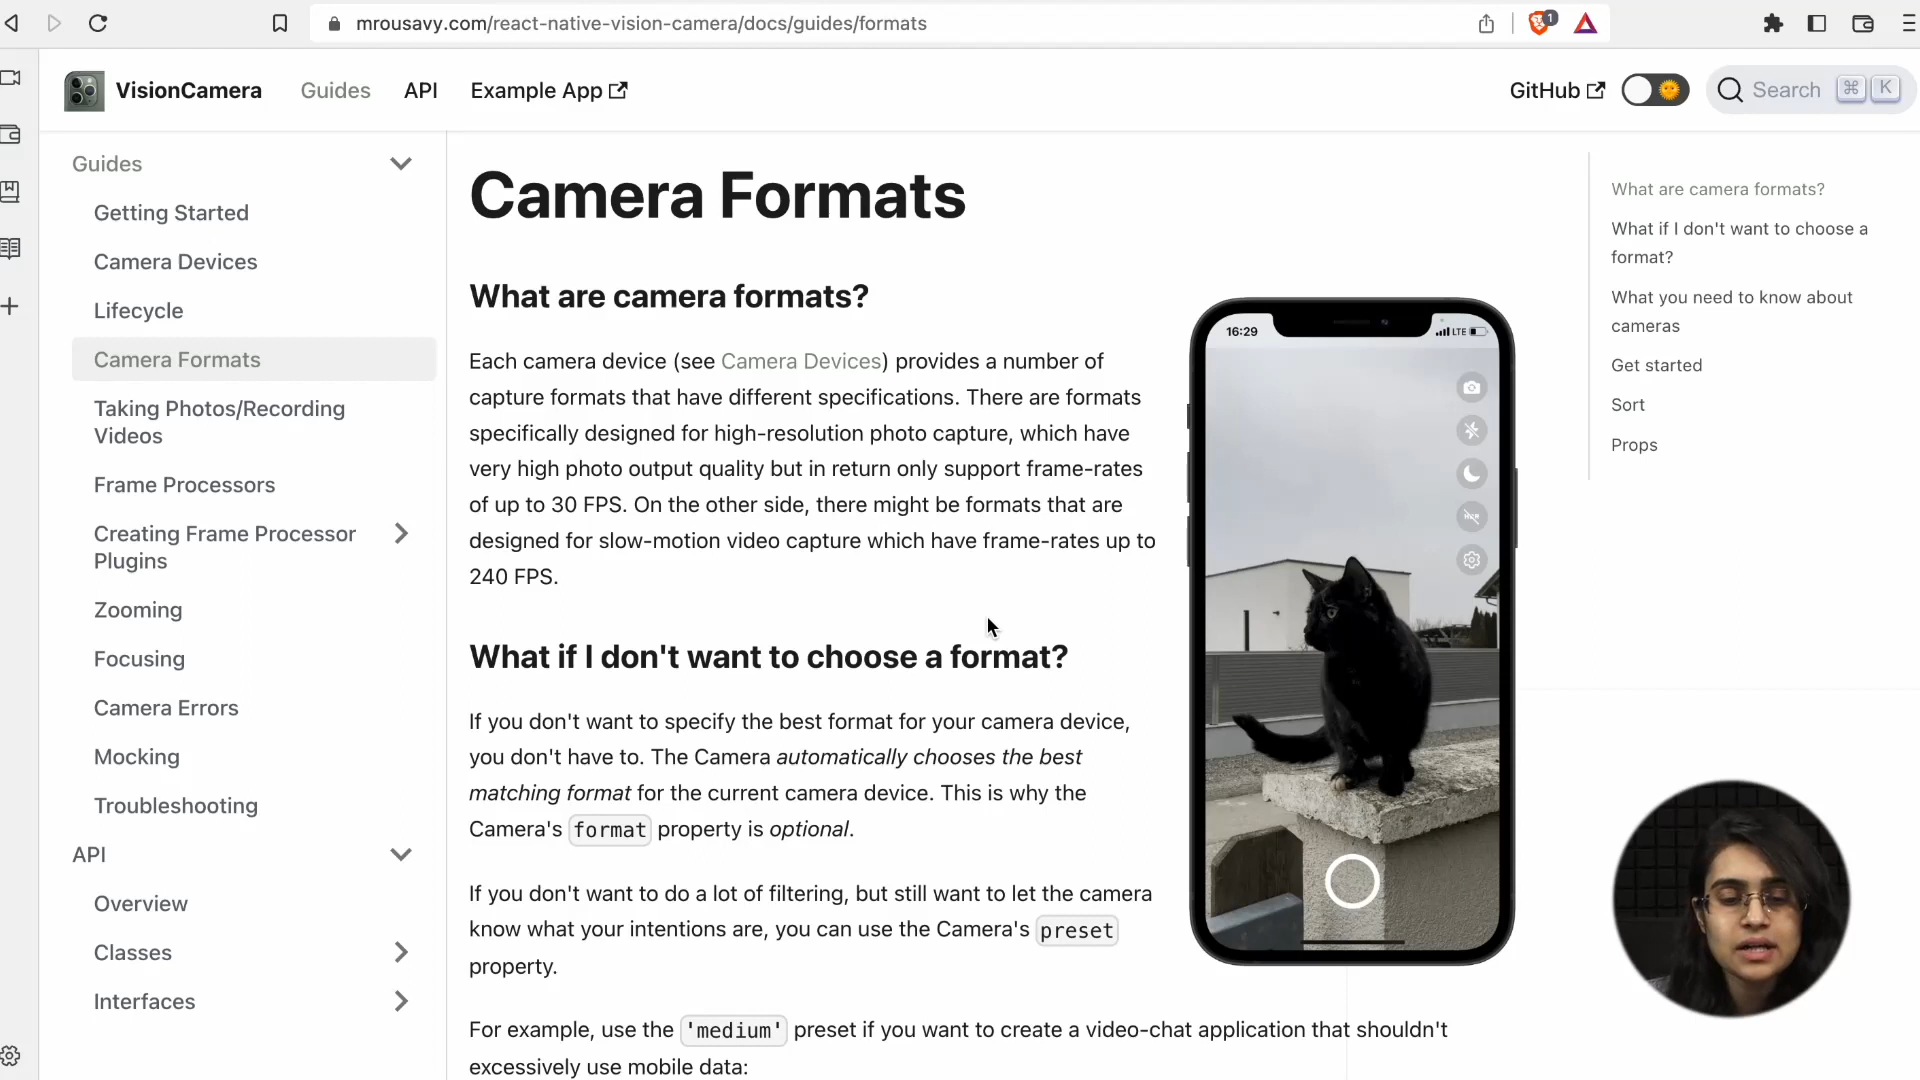 mrousavy.com/react-native-vision-camera/docs/guides/formats
1
VisionCamera
Guides
API
Example App
GitHub
Search
⌘
K
Guides
Getting Started
Camera Devices
Lifecycle
Camera Formats
Taking Photos/Recording
Videos
Frame Processors
Creating Frame Processor
Plugins
Zooming
Focusing
Camera Errors
Mocking
Troubleshooting
API
Overview
Classes
Interfaces
Camera Formats
What are camera formats?
Each camera device (see Camera Devices) provides a number of
capture formats that have different specifications. There are formats
specifically designed for high-resolution photo capture, which have
very high photo output quality but in return only support frame-rates
of up to 30 FPS. On the other side, there might be formats that are
designed for slow-motion video capture which have frame-rates up to
240 FPS.
What if I don't want to choose a format?
If you don't want to specify the best format for your camera device,
you don't have to. The Camera automatically chooses the best
matching format for the current camera device. This is why the
Camera's format property is optional.
If you don't want to do a lot of filtering, but still want to let the camera
know what your intentions are, you can use the Camera's preset
property.
For example, use the 'medium' preset if you want to create a video-chat application that shouldn't
excessively use mobile data:
16:29
LTE
What are camera formats?
What if I don't want to choose a
format?
What you need to know about
cameras
Get started
Sort
Props